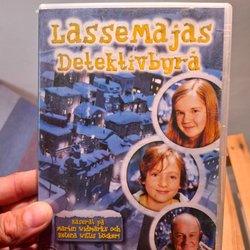 LasseMajas
Detektivbyrå
Baserat på
Martin Widmarks och
Helena Willis böcker!